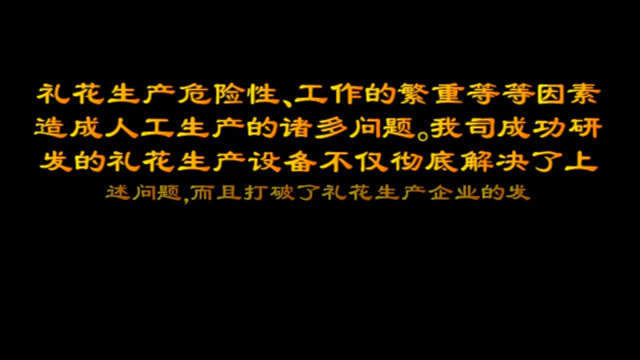 礼花生产危险性、工作的繁重等等因素
造成人工生产的诸多问题。我司成功研
发的礼花生产设备不仅彻底解决了上
述问题,而且打破了礼花生产企业的发